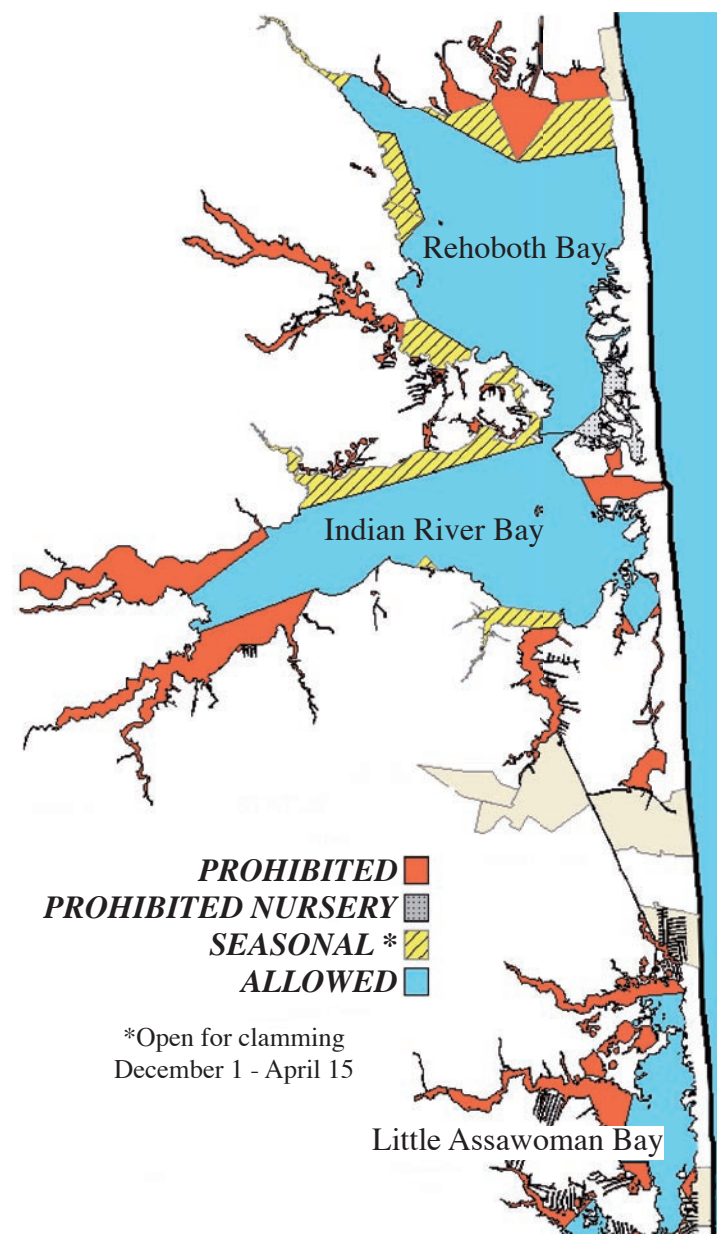 Rehoboth Bay
Indian River Bay
PROHIBITED
PROHIBITED NURSERY
SEASONAL *
ALLOWED
*Open for clamming
December 1 - April 15
Little Assawoman Bay